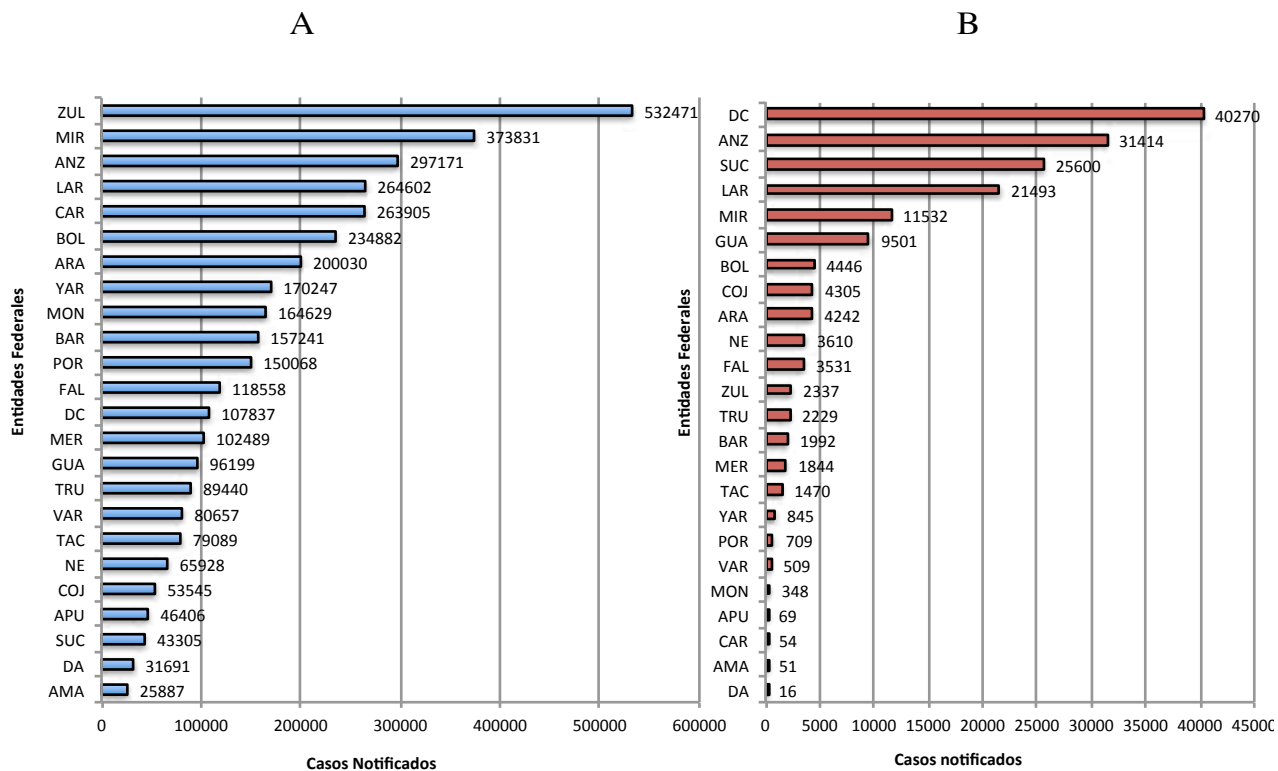 A
B
Entidades Federales
ZUL 532471
MIR 373831
ANZ 297171
LAR 264602
CAR 263905
BOL 234882
ARA 200030
YAR 170247
MON 164629
BAR 157241
POR 150068
FAL 118558
DC 107837
MER 102489
GUA 96199
TRU 89440
VAR 80657
TAC 79089
NE 65928
COJ 53545
APU 46406
SUC 43305
DA 31691
AMA 25887
0 100000 200000 300000 400000 500000 600000
Casos Notificados
Entidades Federales
DC 40270
ANZ 31414
SUC 25600
LAR 21493
MIR 11532
GUA 9501
BOL 4446
COJ 4305
ARA 4242
NE 3610
FAL 3531
ZUL 2337
TRU 2229
BAR 1992
MER 1844
TAC 1470
YAR 845
POR 709
VAR 509
MON 348
APU 69
CAR 54
AMA 51
DA 16
0 5000 10000 15000 20000 25000 30000 35000 40000 45000
Casos notificados